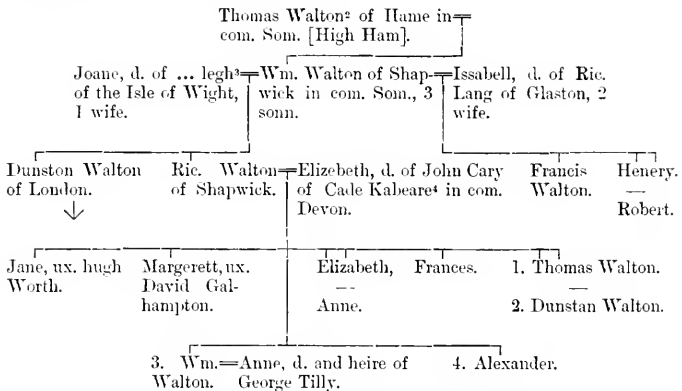 Thomas Walton² of Hame in
com. Som. [High Ham].
Joane, d. of ... legh³=Wm. Walton of Shap-=Issabell, d. of Ric.
of the Isle of Wight, wick in com. Som., 3 Lang of Glaston, 2
1 wife. sonn. wife.
Dunston Walton Ric. Walton=Elizebeth, d. of John Cary Francis Henery.
of London. of Shapwick. of Cade Kabeare⁴ in com. Walton. —
Devon. Robert.
Jane, ux. hugh Margerett, ux. Elizabeth, Frances. 1. Thomas Walton.
Worth. David Gal- — —
hampton. Anne. 2. Dunstan Walton.
3. Wm.=Anne, d. and heire of 4. Alexander.
Walton. George Tilly.